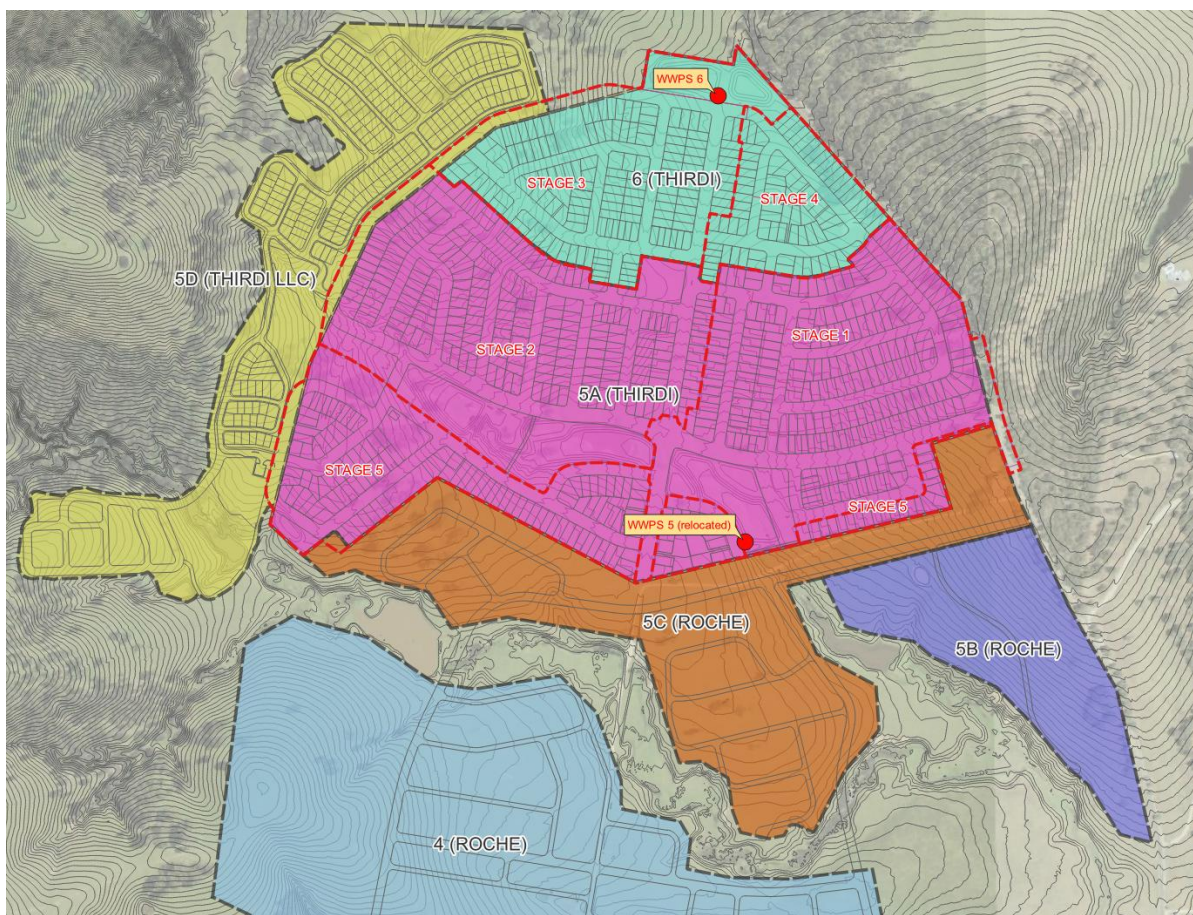 WWPS 6
6 (THIRDI)
STAGE 3
STAGE 4
5D (THIRDI LLC)
STAGE 1
STAGE 2
5A (THIRDI)
STAGE 5
STAGE 5
WWPS 5 (relocated)
5C (ROCHE)
5B (ROCHE)
4 (ROCHE)